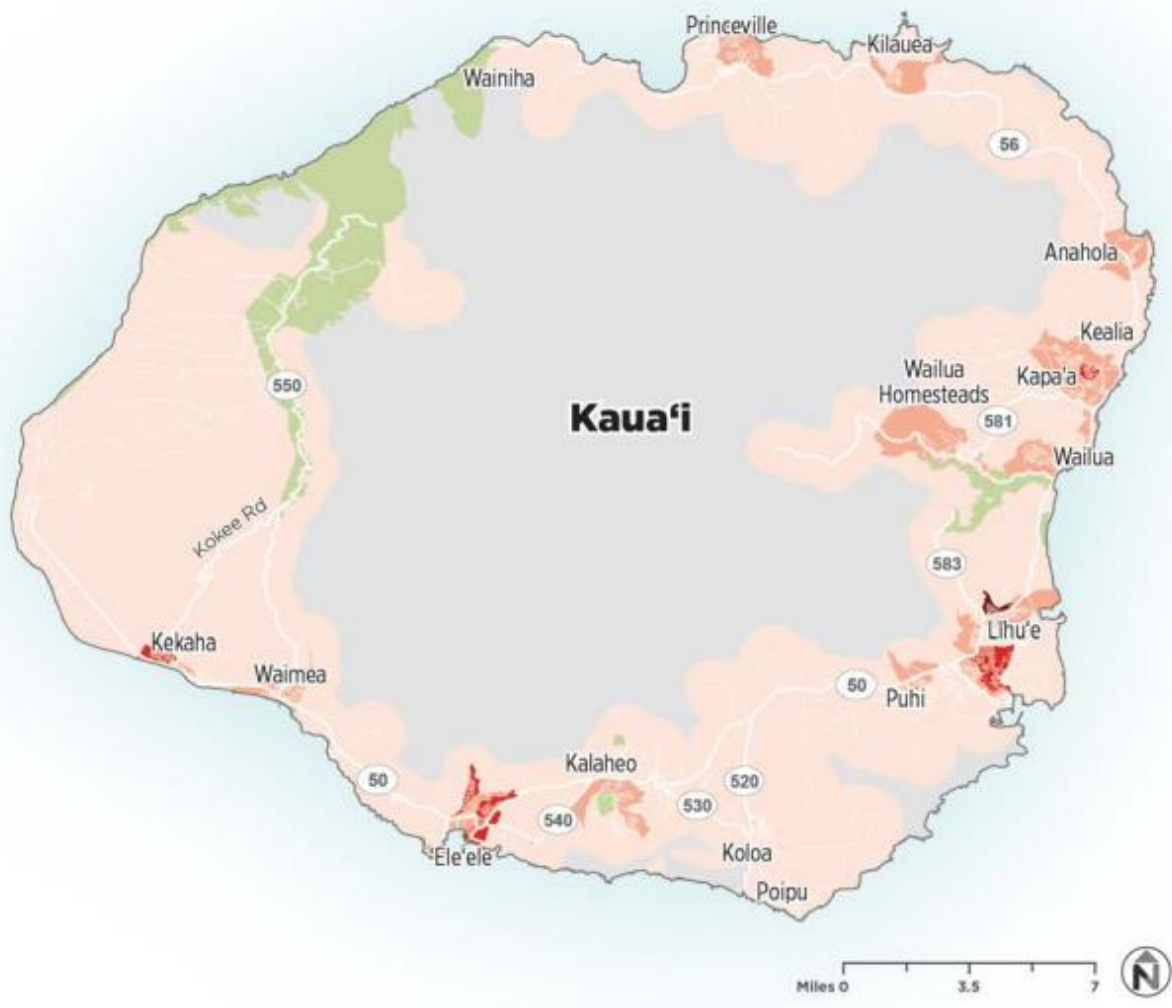 Princeville
Kilauea
Wainiha
56
Anahola
Kealia
Kapa'a
Wailua
Homesteads
581
550
Kaua‘i
Wailua
Kokee Rd
583
Lihu‘e
Kekaha
Waimea
50
Puhi
Kalaheo
50
520
540
530
'Ele'ele
Koloa
Poipu
Miles 0 3.5 7
N